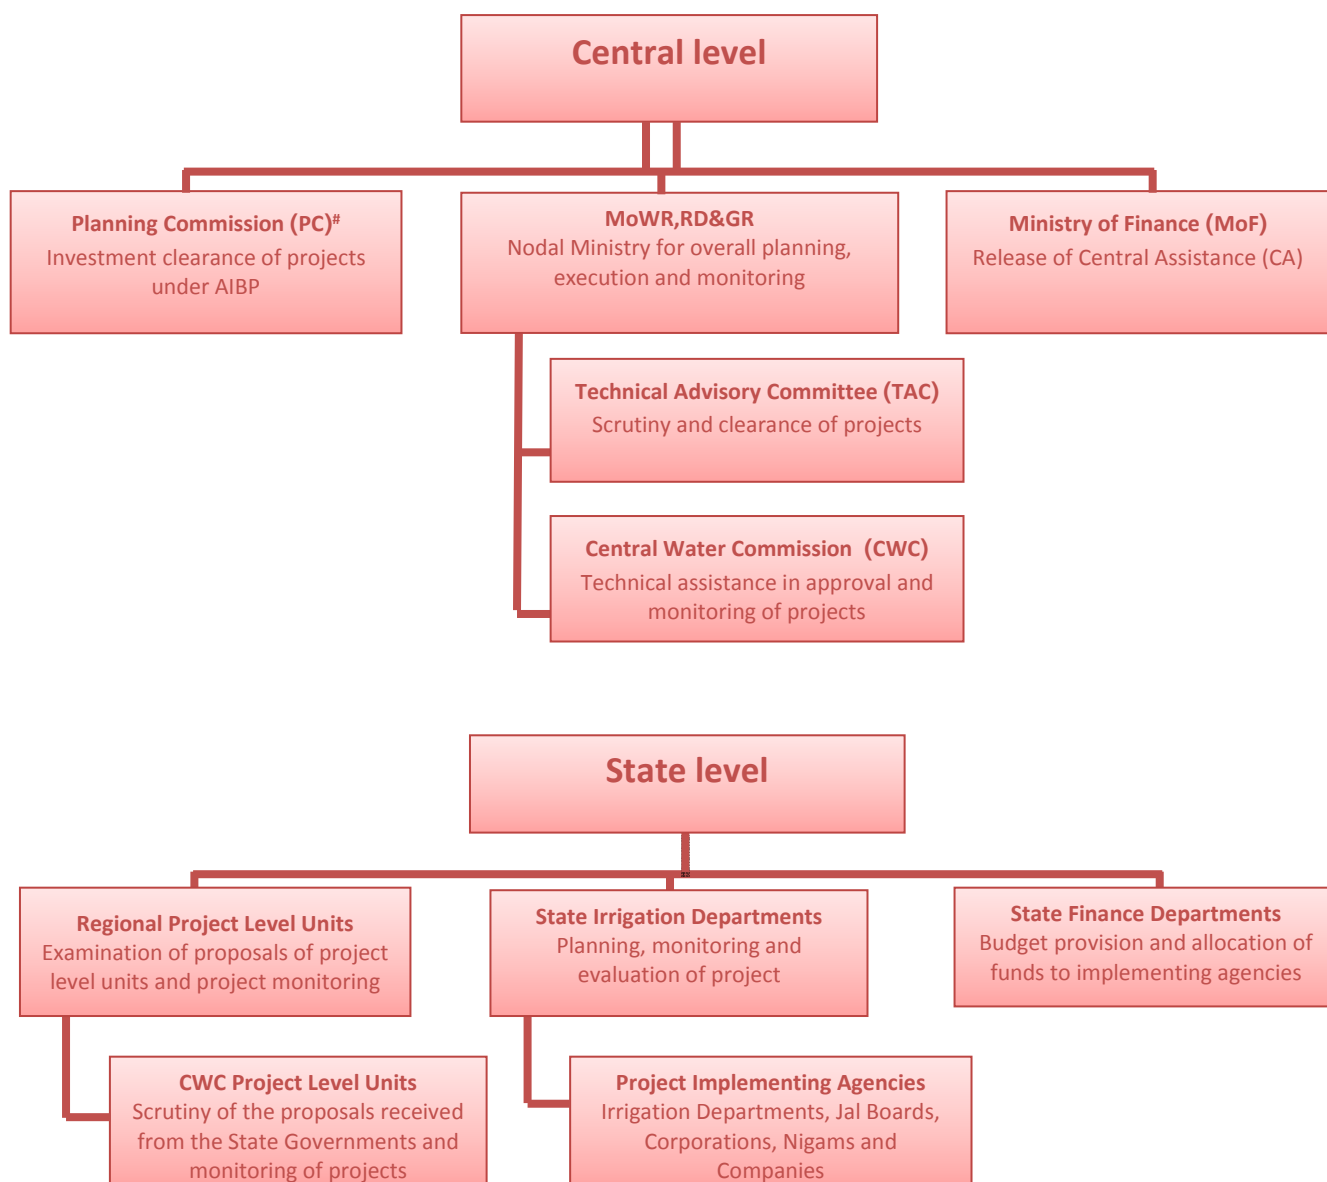 Central level
Planning Commission (PC)#
Investment clearance of projects
under AIBP
MoWR,RD&GR
Nodal Ministry for overall planning,
execution and monitoring
Ministry of Finance (MoF)
Release of Central Assistance (CA)
Technical Advisory Committee (TAC)
Scrutiny and clearance of projects
Central Water Commission (CWC)
Technical assistance in approval and
monitoring of projects
State level
Regional Project Level Units
Examination of proposals of project
level units and project monitoring
State Irrigation Departments
Planning, monitoring and
evaluation of project
State Finance Departments
Budget provision and allocation of
funds to implementing agencies
CWC Project Level Units
Scrutiny of the proposals received
from the State Governments and
monitoring of projects
Project Implementing Agencies
Irrigation Departments, Jal Boards,
Corporations, Nigams and
Companies